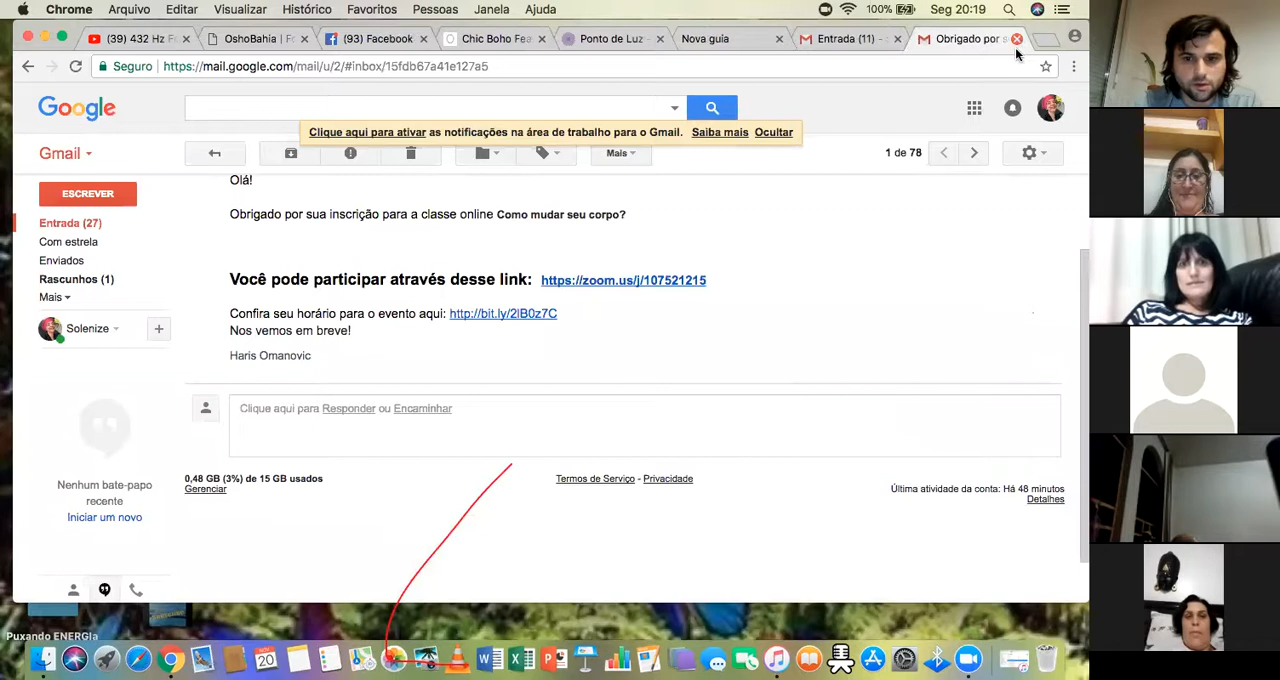 Chrome Arquivo Editar Visualizar Histórico Favoritos Pessoas Janela Ajuda 100% Seg 20:19
(39) 432 Hz F OshoBahia | F (93) Facebook Chic Boho Fea Ponto de Luz - Nova guia Entrada (11) - Obrigado por s
Seguro | https://mail.google.com/mail/u/2/#inbox/15fdb67a41e127a5
Google
Clique aqui para ativar as notificações na área de trabalho para o Gmail. Saiba mais Ocultar
Gmail Mais 1 de 78
Olá!
ESCREVER
Obrigado por sua inscrição para a classe online Como mudar seu corpo?
Entrada (27)
Com estrela
Enviados
Rascunhos (1)
Você pode participar através desse link: https://zoom.us/j/107521215
Mais
Confira seu horário para o evento aqui: http://bit.ly/2lB0z7C
Solenize
Nos vemos em breve!
Haris Omanovic
Clique aqui para Responder ou Encaminhar
0,48 GB (3%) de 15 GB usados
Gerenciar
Termos de Serviço - Privacidade
Última atividade da conta: Há 48 minutos
Detalhes
Nenhum bate-papo
recente
Iniciar um novo
Puxando ENERGIa
NOV
20